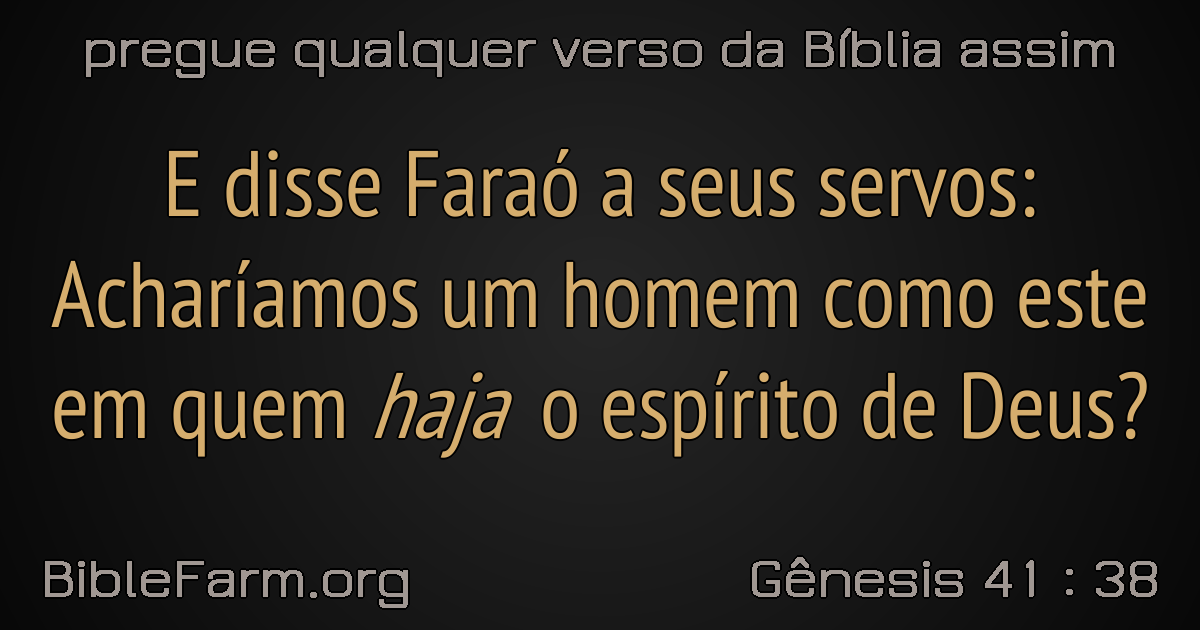 pregue qualquer verso da Bíblia assim
E disse Faraó a seus servos:
Acharíamos um homem como este
em quem haja o espírito de Deus?
BibleFarm.org
Gênesis 41 : 38